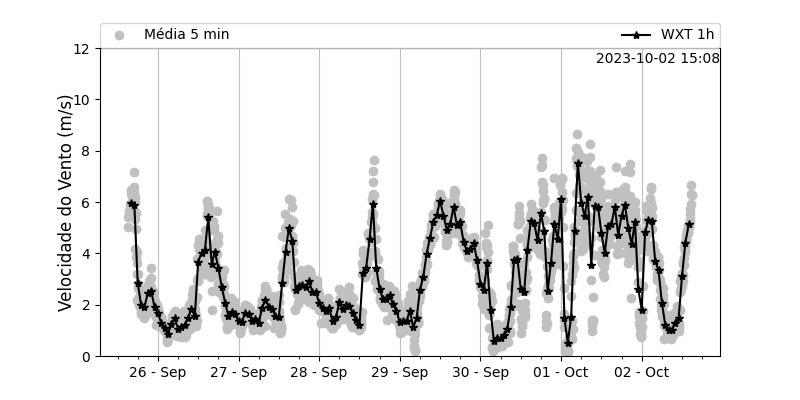 Média 5 min
WXT 1h
2023-10-02 15:08
Velocidade do Vento (m/s)
12
10
8
6
4
2
0
26 - Sep
27 - Sep
28 - Sep
29 - Sep
30 - Sep
01 - Oct
02 - Oct